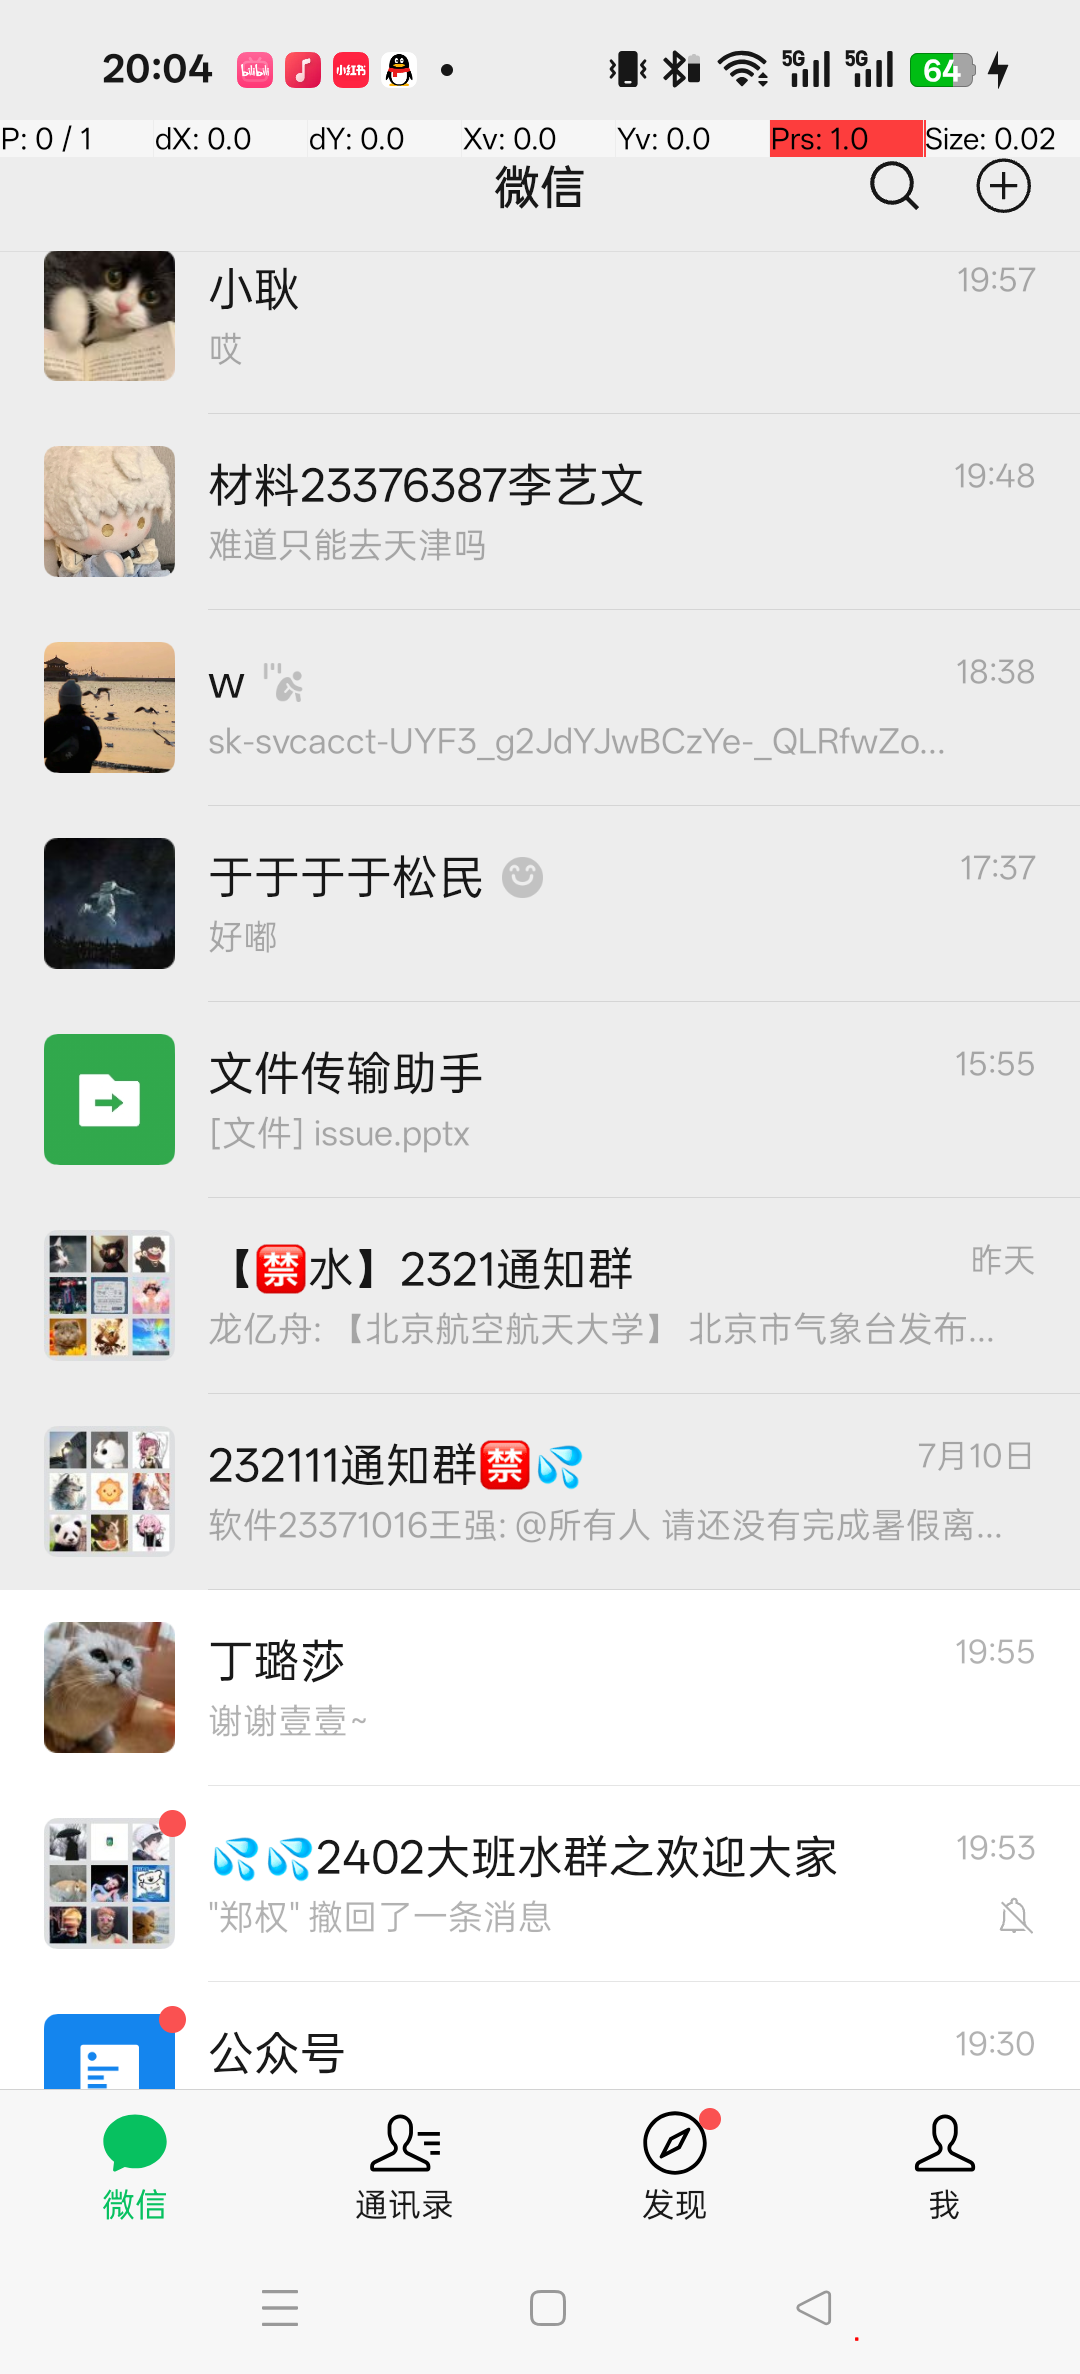 20:04
bilibili
小红书
5G
5G
64
P: 0 / 1
dX: 0.0
dY: 0.0
Xv: 0.0
Yv: 0.0
Prs: 1.0
Size: 0.02
微信
小耿
19:57
哎
材料23376387李艺文
19:48
难道只能去天津吗
w
18:38
sk-svcacct-UYF3_g2JdYJwBCzYe-_QLRfwZo...
于于于于松民
17:37
好嘟
文件传输助手
15:55
[文件] issue.pptx
【禁水】2321通知群
昨天
龙亿舟: 【北京航空航天大学】 北京市气象台发布...
232111通知群禁💦
7月10日
软件23371016王强: @所有人 请还没有完成暑假离...
丁璐莎
19:55
谢谢壹壹~
💦💦2402大班水群之欢迎大家
19:53
"郑权" 撤回了一条消息
公众号
19:30
微信
通讯录
发现
我